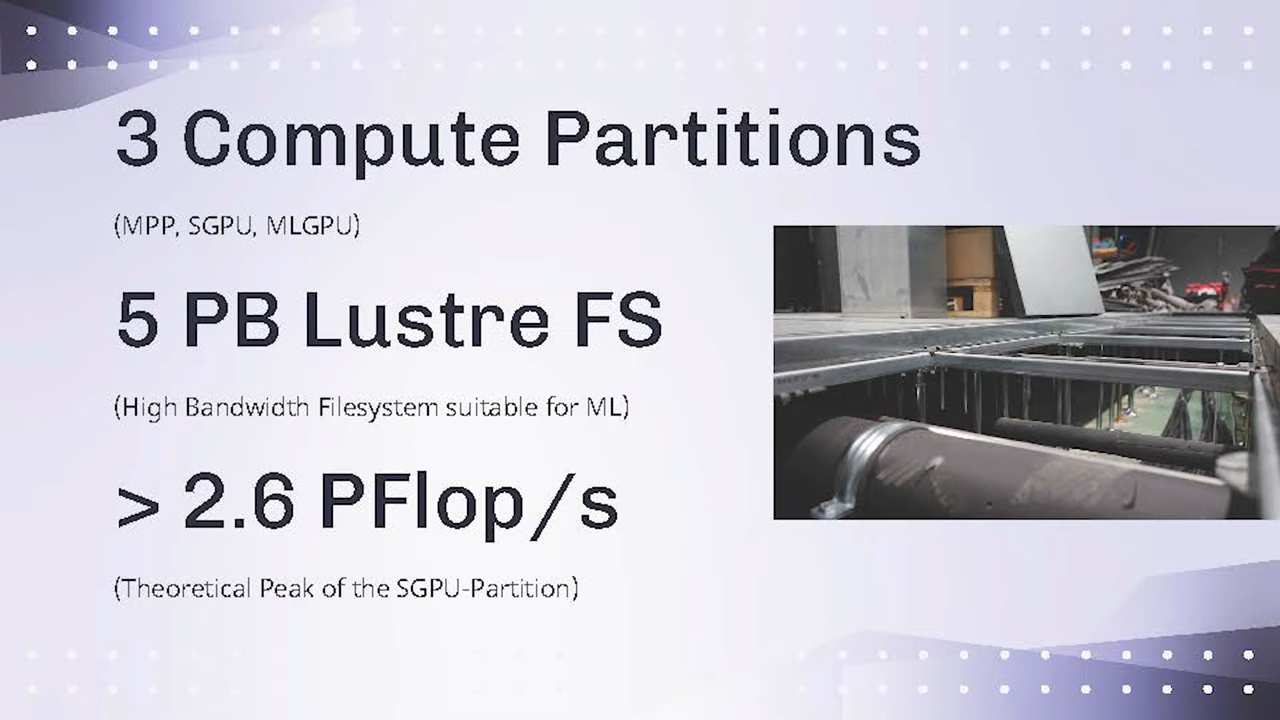 3 Compute Partitions
(MPP, SGPU, MLGPU)
5 PB Lustre FS
(High Bandwidth Filesystem suitable for ML)
> 2.6 PFlop/s
(Theoretical Peak of the SGPU-Partition)